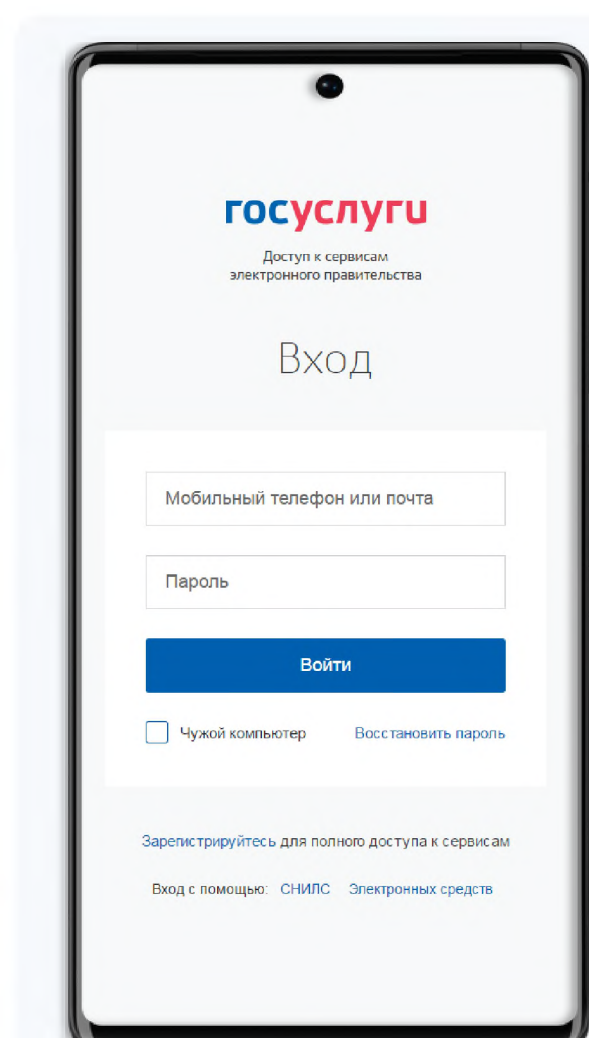 госуслуги
Доступ к сервисам
электронного правительства
Вход
Мобильный телефон или почта
Пароль
Войти
Чужой компьютер Восстановить пароль
Зарегистрируйтесь для полного доступа к сервисам
Вход с помощью: СНИЛС Электронных средств